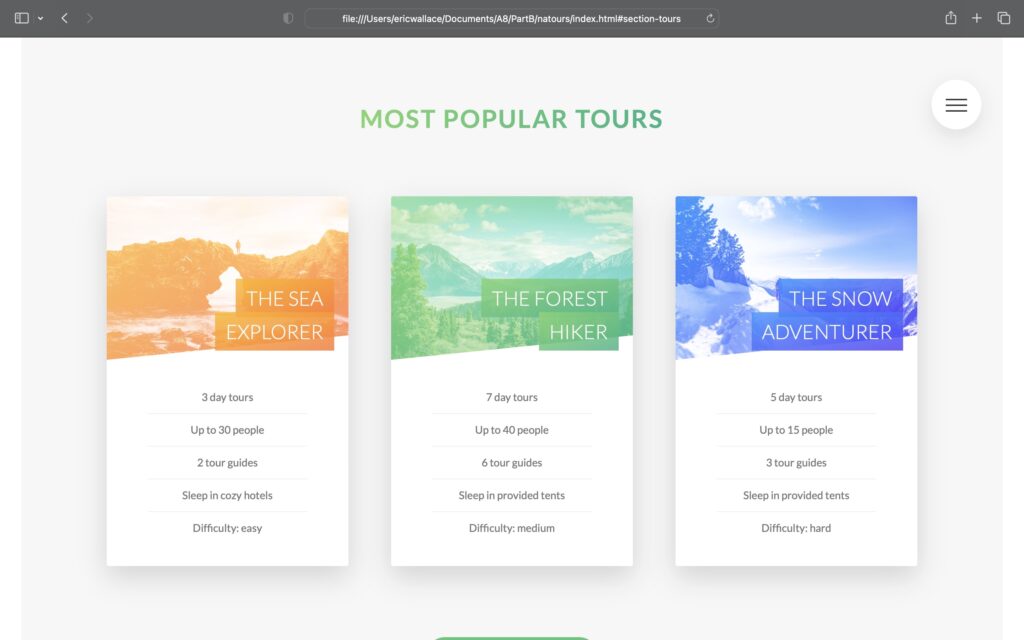 file:///Users/ericwallace/Documents/A8/PartB/natours/index.html#section-tours
MOST POPULAR TOURS
THE SEA
EXPLORER
3 day tours
Up to 30 people
2 tour guides
Sleep in cozy hotels
Difficulty: easy
THE FOREST
HIKER
7 day tours
Up to 40 people
6 tour guides
Sleep in provided tents
Difficulty: medium
THE SNOW
ADVENTURER
5 day tours
Up to 15 people
3 tour guides
Sleep in provided tents
Difficulty: hard